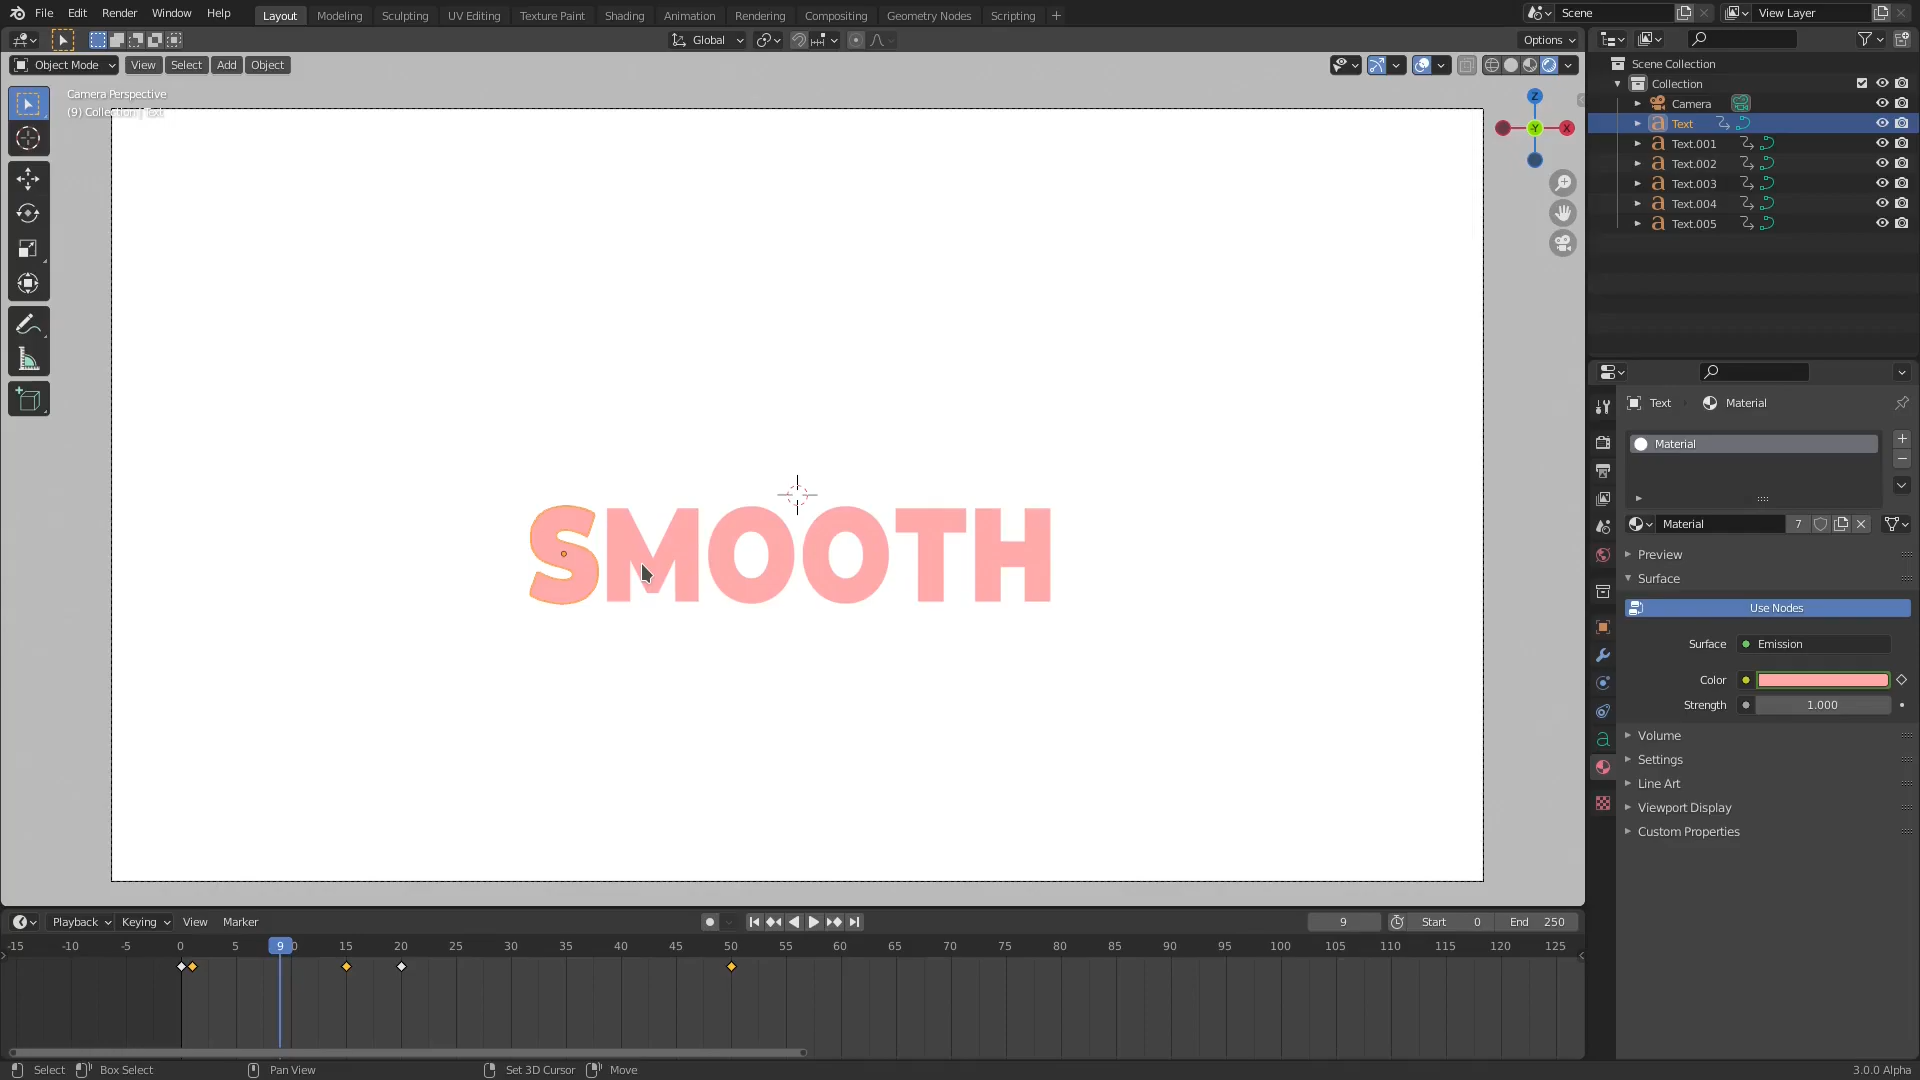 File Edit Render Window Help Layout Modeling Sculpting UV Editing Texture Paint Shading Animation Rendering Compositing Geometry Nodes Scripting + Scene View Layer
Global Options
Object Mode View Select Add Object
Camera Perspective
(9) Collection | Text
Z
Y X
SMOOTH
Scene Collection
Collection
Camera
Text
Text.001
Text.002
Text.003
Text.004
Text.005
Text Material
Material
Material 7
Preview
Surface
Use Nodes
Surface Emission
Color
Strength 1.000
Volume
Settings
Line Art
Viewport Display
Custom Properties
Playback Keying View Marker 9 Start 0 End 250
-15 -10 -5 0 5 9 0 15 20 25 30 35 40 45 50 55 60 65 70 75 80 85 90 95 100 105 110 115 120 125
Select Box Select Pan View Set 3D Cursor Move 3.0.0 Alpha